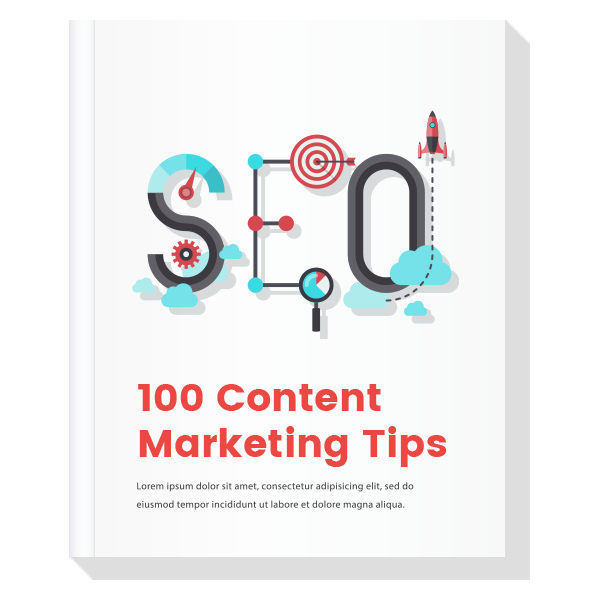 SEO
100 Content
Marketing Tips
Lorem ipsum dolor sit amet, consectetur adipisicing elit, sed do
eiusmod tempor incididunt ut labore et dolore magna aliqua.